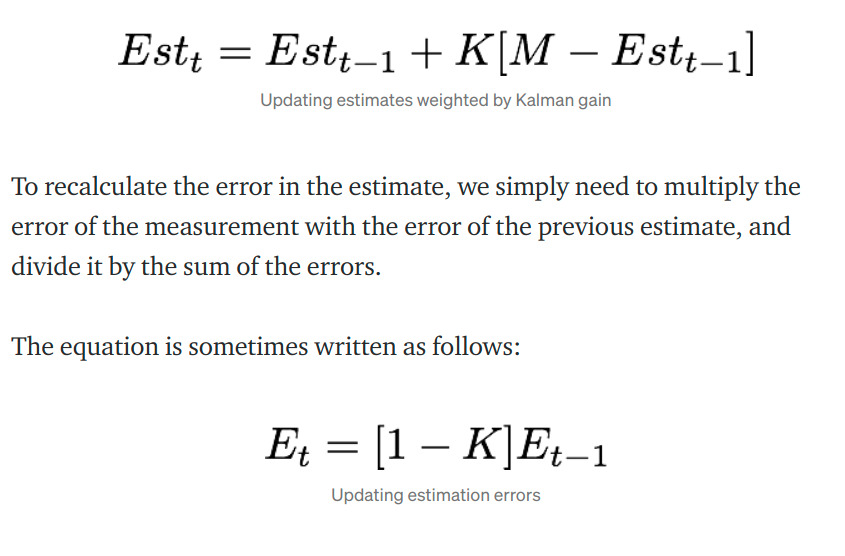 Est_t = Est_{t−1} + K[M − Est_{t−1}]
Updating estimates weighted by Kalman gain
To recalculate the error in the estimate, we simply need to multiply the
error of the measurement with the error of the previous estimate, and
divide it by the sum of the errors.
The equation is sometimes written as follows:
E_t = [1 − K]E_{t−1}
Updating estimation errors